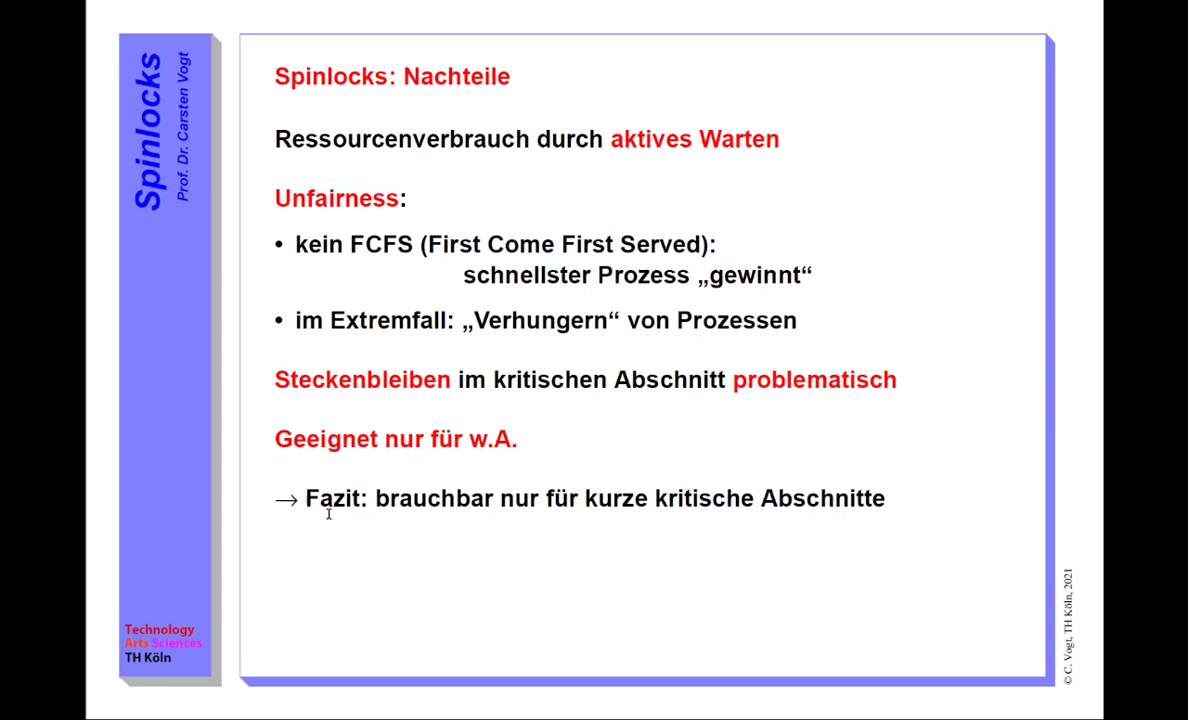 Spinlocks
Prof. Dr. Carsten Vogt
Spinlocks: Nachteile
Ressourcenverbrauch durch aktives Warten
Unfairness:
• kein FCFS (First Come First Served):
schnellster Prozess „gewinnt“
• im Extremfall: „Verhungern“ von Prozessen
Steckenbleiben im kritischen Abschnitt problematisch
Geeignet nur für w.A.
→ Fazit: brauchbar nur für kurze kritische Abschnitte
Technology
Arts Sciences
TH Köln
© C. Vogt, TH Köln, 2021